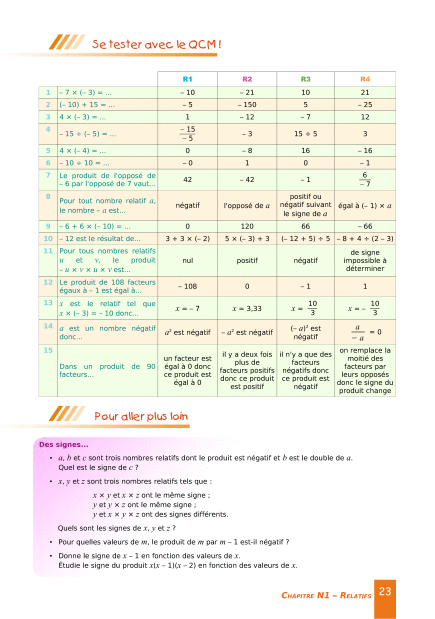 Se tester avec le QCM !
R1 R2 R3 R4
1 – 7 × (– 3) = ... – 10 – 21 10 21
2 (– 10) + 15 = ... – 5 – 150 5 – 25
3 4 × (– 3) = ... 1 – 12 – 7 12
4 – 15 ÷ (– 5) = ... – 15 / – 5 – 3 15 ÷ 5 3
5 4 × (– 4) = ... 0 – 8 16 – 16
6 – 10 ÷ 10 = ... – 0 1 0 – 1
7 Le produit de l'opposé de
– 6 par l'opposé de 7 vaut... 42 – 42 – 1 6 / – 7
8 Pour tout nombre relatif a,
le nombre – a est... négatif l'opposé de a positif ou
négatif suivant
le signe de a égal à (– 1) × a
9 – 6 + 6 × (– 10) = ... 0 120 66 – 66
10 – 12 est le résultat de... 3 + 3 × (– 2) 5 × (– 3) + 3 (– 12 + 5) ÷ 5 – 8 + 4 + (2 – 3)
11 Pour tous nombres relatifs
u et v, le produit
– u × v × u × v est... nul positif négatif de signe
impossible à
déterminer
12 Le produit de 108 facteurs
égaux à – 1 est égal à... – 108 0 – 1 1
13 x est le relatif tel que
x × (– 3) = – 10 donc... x = – 7 x = 3,33 x = 10 / 3 x = – 10 / 3
14 a est un nombre négatif
donc... a² est négatif – a² est négatif (– a)² est
négatif a / – a = 0
15 Dans un produit de 90
facteurs... un facteur est
égal à 0 donc
ce produit est
égal à 0
il y a deux fois
plus de
facteurs positifs
donc ce produit
est positif
il n'y a que des
facteurs
négatifs donc
ce produit est
négatif
on remplace la
moitié des
facteurs par
leurs opposés
donc le signe du
produit change
Pour aller plus loin
Des signes...
• a, b et c sont trois nombres relatifs dont le produit est négatif et b est le double de a.
Quel est le signe de c ?
• x, y et z sont trois nombres relatifs tels que :
x × y et x × z ont le même signe ;
y et y × z ont le même signe ;
y et x × y × z ont des signes différents.
Quels sont les signes de x, y et z ?
• Pour quelles valeurs de m, le produit de m par m – 1 est-il négatif ?
• Donne le signe de x – 1 en fonction des valeurs de x.
Étudie le signe du produit x(x – 1)(x – 2) en fonction des valeurs de x.
Chapitre N1 – Relatifs 23